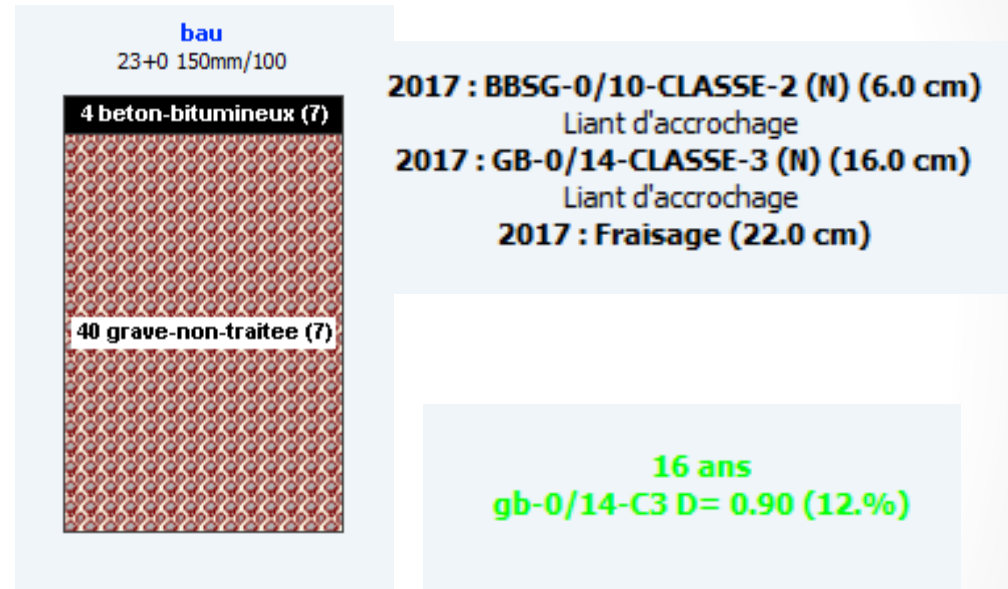 bau
23+0 150mm/100
4 beton-bitumineux (7)
40 grave-non-traitee (7)
2017 : BBSG-0/10-CLASSE-2 (N) (6.0 cm)
Liant d'accrochage
2017 : GB-0/14-CLASSE-3 (N) (16.0 cm)
Liant d'accrochage
2017 : Fraisage (22.0 cm)
16 ans
gb-0/14-C3 D= 0.90 (12.%)